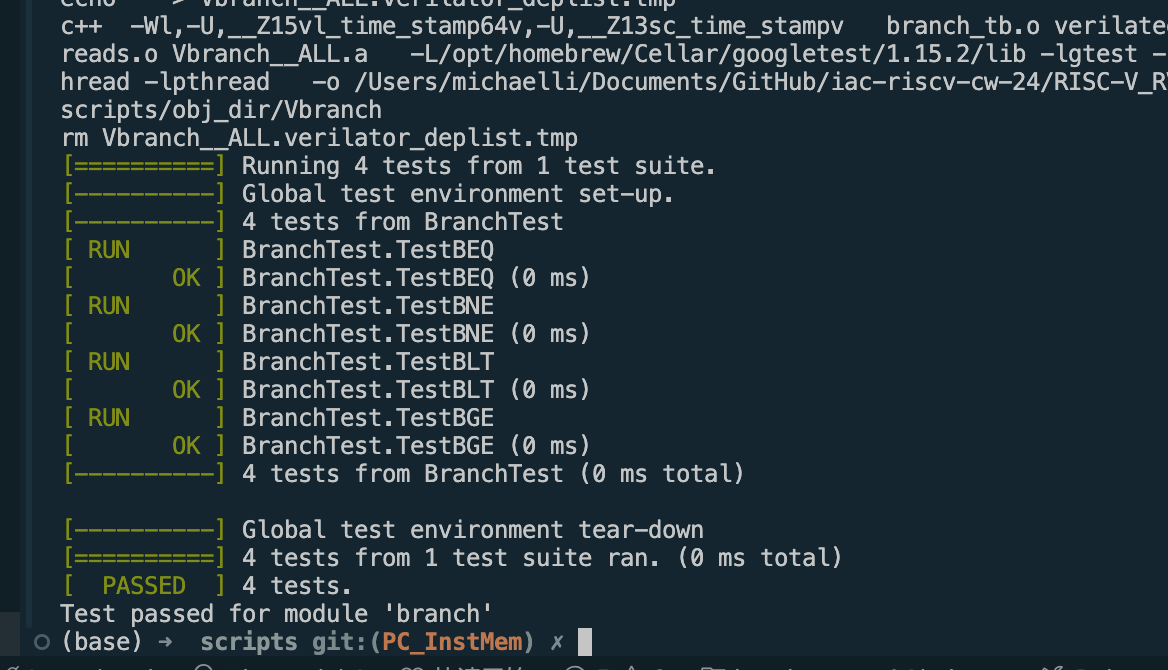 echo "" > Vbranch__ALL.verilator_deplist.tmp
c++ -Wl,-U,__Z15vl_time_stamp64v,-U,__Z13sc_time_stampv branch_tb.o verilate
reads.o Vbranch__ALL.a -L/opt/homebrew/Cellar/googletest/1.15.2/lib -lgtest -
hread -lpthread -o /Users/michaelli/Documents/GitHub/iac-riscv-cw-24/RISC-V_R
scripts/obj_dir/Vbranch
rm Vbranch__ALL.verilator_deplist.tmp
[==========] Running 4 tests from 1 test suite.
[----------] Global test environment set-up.
[----------] 4 tests from BranchTest
[ RUN      ] BranchTest.TestBEQ
[       OK ] BranchTest.TestBEQ (0 ms)
[ RUN      ] BranchTest.TestBNE
[       OK ] BranchTest.TestBNE (0 ms)
[ RUN      ] BranchTest.TestBLT
[       OK ] BranchTest.TestBLT (0 ms)
[ RUN      ] BranchTest.TestBGE
[       OK ] BranchTest.TestBGE (0 ms)
[----------] 4 tests from BranchTest (0 ms total)
[----------] Global test environment tear-down
[==========] 4 tests from 1 test suite ran. (0 ms total)
[  PASSED  ] 4 tests.
Test passed for module 'branch'
(base) ➜ scripts git:(PC_InstMem) ✗